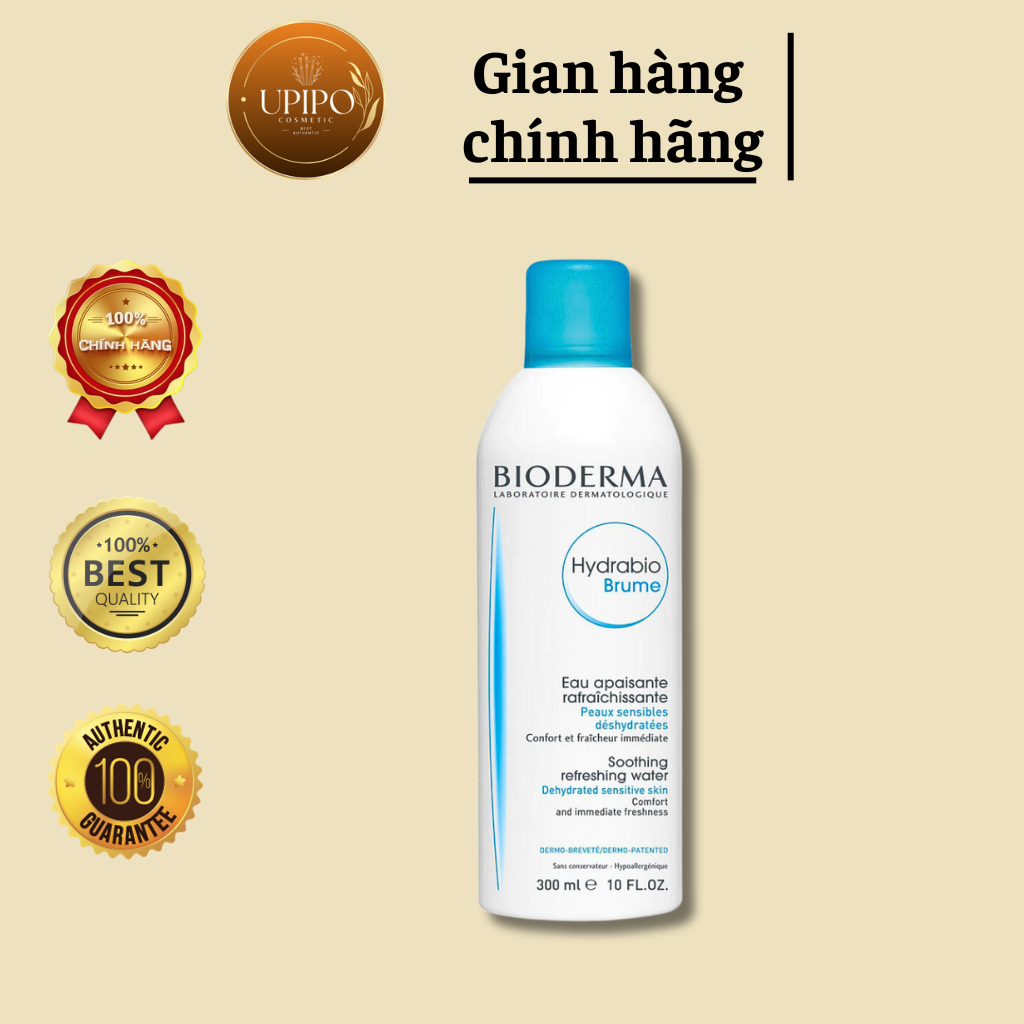 UPIPO
COSMETIC
BEST
AUTHENTIC
Gian hàng
chính hãng
100%
CHÍNH HÃNG
100%
BEST
QUALITY
AUTHENTIC
100%
GUARANTEE
BIODERMA
LABORATOIRE DERMATOLOGIQUE
Hydrabio
Brume
Eau apaisante
rafraîchissante
Peaux sensibles
déshydratées
Confort et fraîcheur immédiate
Soothing
refreshing water
Dehydrated sensitive skin
Comfort
and immediate freshness
DERMO-BREVETÉ/DERMO-PATENTED
Sans conservateur - Hypoallergénique
300 ml ℮ 10 FL.OZ.